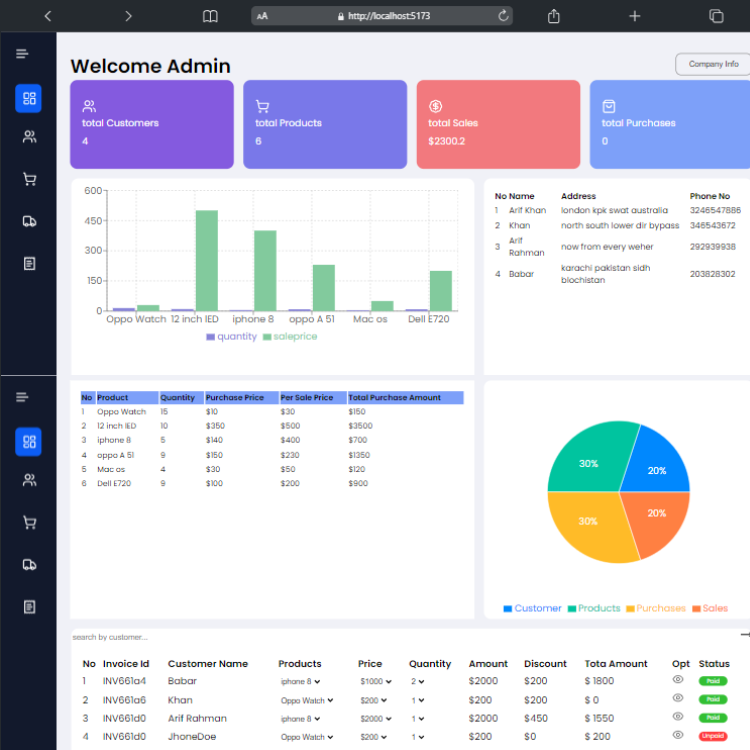 AA http://localhost:5173
Welcome Admin
Company Info
total Customers
4
total Products
6
total Sales
$2300.2
total Purchases
0
600
450
300
150
0
Oppo Watch 12 inch lED iphone 8 oppo A 51 Mac os Dell E720
quantity saleprice
No Name Address Phone No
1 Arif Khan london kpk swat australia 3246547886
2 Khan north south lower dir bypass 346543672
3 Arif Rahman now from every weher 292939938
4 Babar karachi pakistan sidh blochistan 203828302
No Product Quantity Purchase Price Per Sale Price Total Purchase Amount
1 Oppo Watch 15 $10 $30 $150
2 12 inch lED 10 $350 $500 $3500
3 iphone 8 5 $140 $400 $700
4 oppo A 51 9 $150 $230 $1350
5 Mac os 4 $30 $50 $120
6 Dell E720 9 $100 $200 $900
30% 20%
30% 20%
Customer Products Purchases Sales
search by customer...
No Invoice Id Customer Name Products Price Quantity Amount Discount Tota Amount Opt Status
1 INV661a4 Babar iphone 8 $1000 2 $2000 $200 $ 1800 Paid
2 INV661a6 Khan Oppo Watch $200 1 $200 $200 $ 0 Paid
3 INV661d0 Arif Rahman iphone 8 $2000 1 $2000 $450 $ 1550 Paid
4 INV661d0 JhoneDoe Oppo Watch $200 1 $200 $0 $ 200 Unpaid